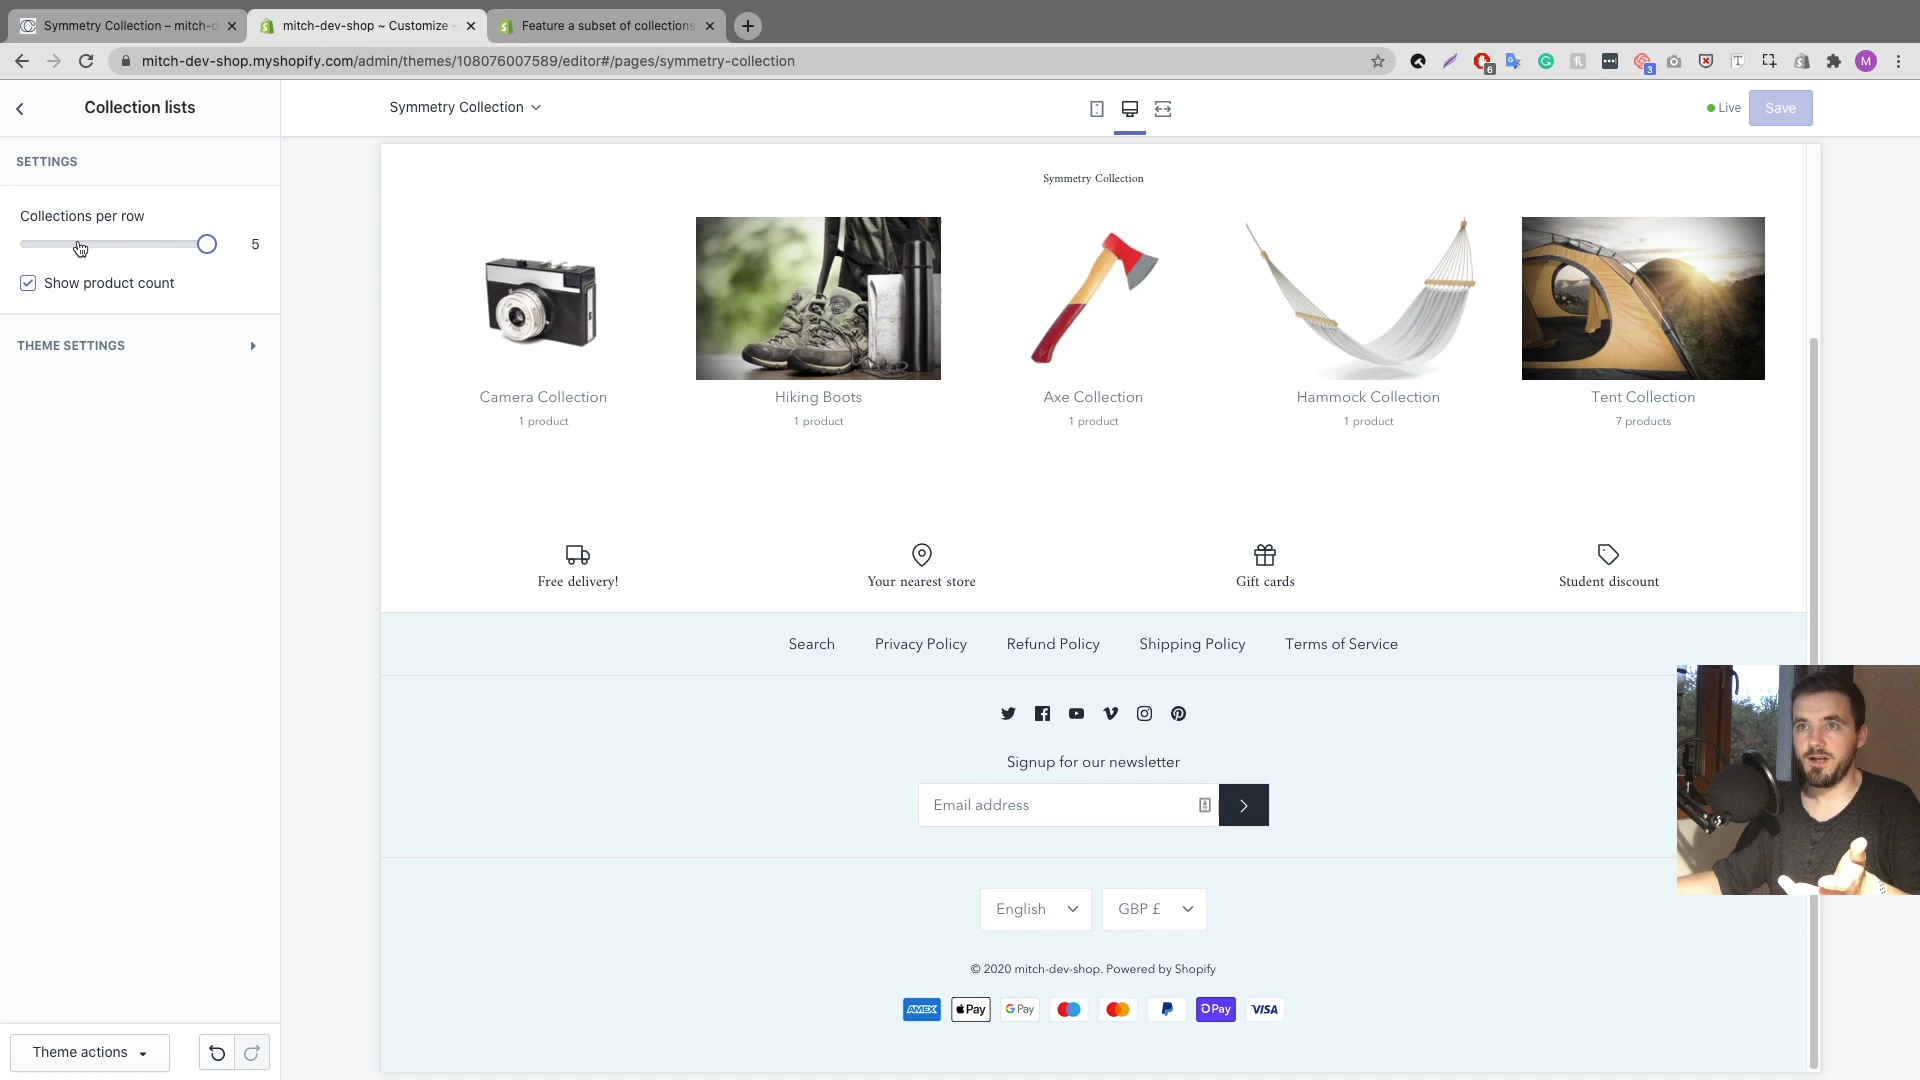 Symmetry Collection – mitch-d
mitch-dev-shop ~ Customize ~
Feature a subset of collections
mitch-dev-shop.myshopify.com/admin/themes/108076007589/editor#/pages/symmetry-collection
6
3
M
Collection lists
Symmetry Collection
Live
Save
SETTINGS
Collections per row
5
Show product count
THEME SETTINGS
Symmetry Collection
Camera Collection
Hiking Boots
Axe Collection
Hammock Collection
Tent Collection
1 product
1 product
1 product
1 product
7 products
Free delivery!
Your nearest store
Gift cards
Student discount
Search
Privacy Policy
Refund Policy
Shipping Policy
Terms of Service
Signup for our newsletter
Email address
English
GBP £
© 2020 mitch-dev-shop. Powered by Shopify
AMEX
Pay
G Pay
Pay
VISA
Theme actions